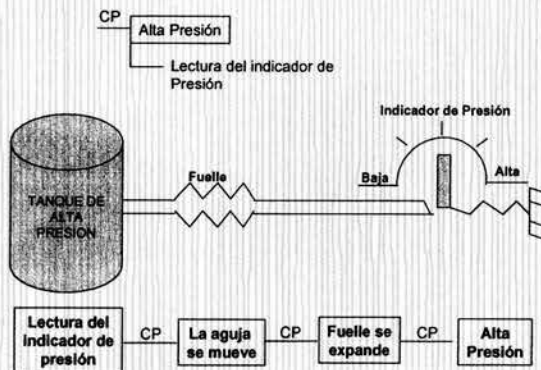 CP
Alta Presión
Lectura del indicador de
Presión
Indicador de Presión
Baja
Alta
Fuelle
TANQUE DE
ALTA
PRESION
Lectura del
indicador de
presión
CP
La aguja
se mueve
CP
Fuelle se
expande
CP
Alta
Presión